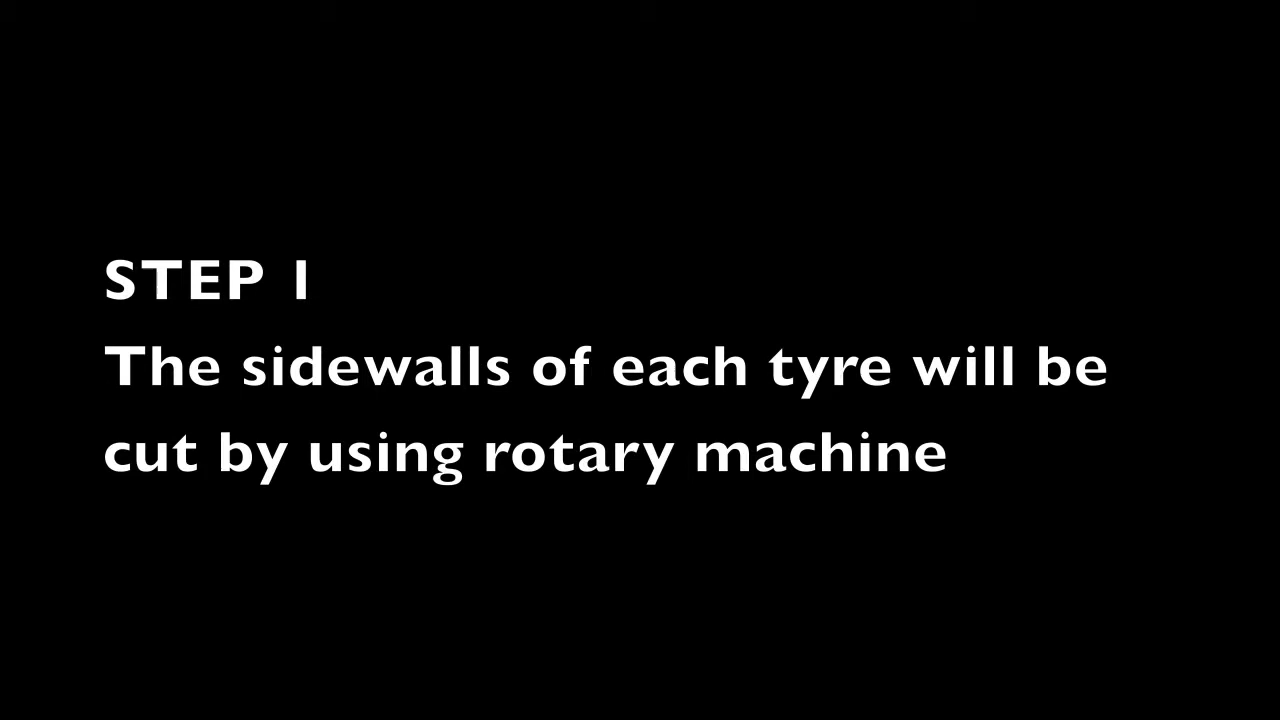 STEP 1
The sidewalls of each tyre will be
cut by using rotary machine